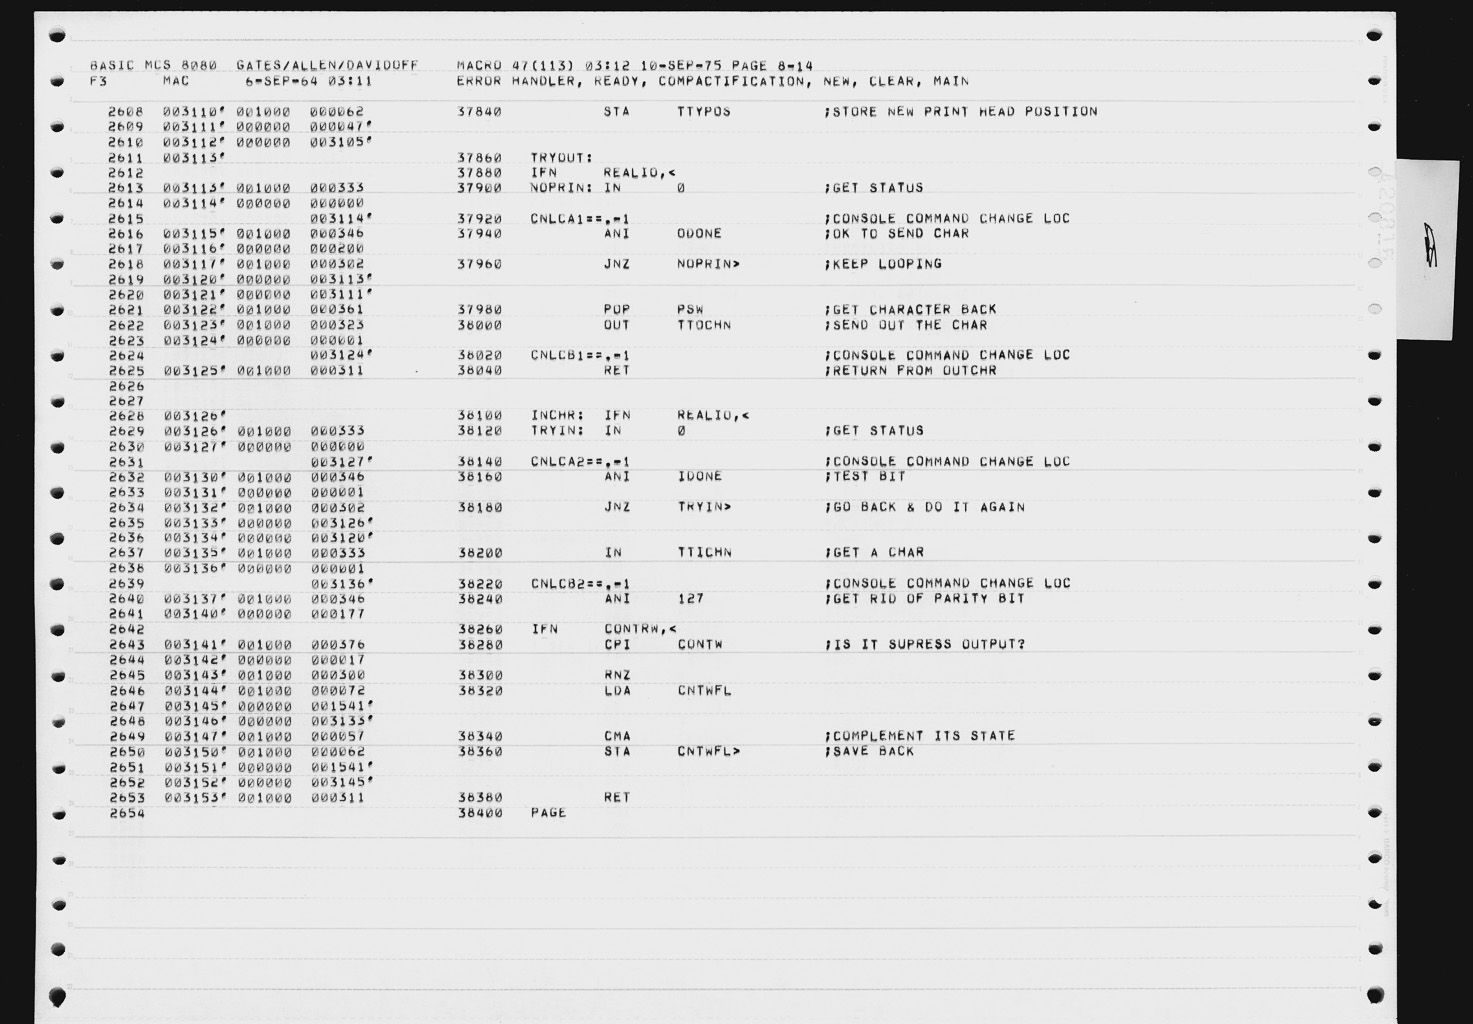 BASIC MCS 8080 GATES/ALLEN/DAVIDOFF MACRO 47(113) 03:12 10-SEP-75 PAGE 8-14
F3 MAC 6-SEP-64 03:11 ERROR HANDLER, READY, COMPACTIFICATION, NEW, CLEAR, MAIN
2608 003110' 001000 000062 37840 STA TTYPOS ;STORE NEW PRINT HEAD POSITION
2609 003111' 000000 000047'
2610 003112' 000000 003105'
2611 003113' 37860 TRYOUT:
2612 37880 IFN REALIO,<
2613 003113' 001000 000333 37900 NOPRIN: IN 0 ;GET STATUS
2614 003114' 000000 000000
2615 003114' 37920 CNLCA1==.-1 ;CONSOLE COMMAND CHANGE LOC
2616 003115' 001000 000346 37940 ANI ODONE ;OK TO SEND CHAR
2617 003116' 000000 000200
2618 003117' 001000 000302 37960 JNZ NOPRIN> ;KEEP LOOPING
2619 003120' 000000 003113'
2620 003121' 000000 003111'
2621 003122' 001000 000361 37980 POP PSW ;GET CHARACTER BACK
2622 003123' 001000 000323 38000 OUT TTOCHN ;SEND OUT THE CHAR
2623 003124' 000000 000001
2624 003124' 38020 CNLCB1==.-1 ;CONSOLE COMMAND CHANGE LOC
2625 003125' 001000 000311 38040 RET ;RETURN FROM OUTCHR
2626
2627
2628 003126' 38100 INCHR: IFN REALIO,<
2629 003126' 001000 000333 38120 TRYIN: IN 0 ;GET STATUS
2630 003127' 000000 000000
2631 003127' 38140 CNLCA2==.-1 ;CONSOLE COMMAND CHANGE LOC
2632 003130' 001000 000346 38160 ANI IDONE ;TEST BIT
2633 003131' 000000 000001
2634 003132' 001000 000302 38180 JNZ TRYIN> ;GO BACK & DO IT AGAIN
2635 003133' 000000 003126'
2636 003134' 000000 003120'
2637 003135' 001000 000333 38200 IN TTICHN ;GET A CHAR
2638 003136' 000000 000001
2639 003136' 38220 CNLCB2==.-1 ;CONSOLE COMMAND CHANGE LOC
2640 003137' 001000 000346 38240 ANI 127 ;GET RID OF PARITY BIT
2641 003140' 000000 000177
2642 38260 IFN CONTRW,<
2643 003141' 001000 000376 38280 CPI CONTW ;IS IT SUPRESS OUTPUT?
2644 003142' 000000 000017
2645 003143' 001000 000300 38300 RNZ
2646 003144' 001000 000072 38320 LDA CNTWFL
2647 003145' 000000 001541'
2648 003146' 000000 003133'
2649 003147' 001000 000057 38340 CMA ;COMPLEMENT ITS STATE
2650 003150' 001000 000062 38360 STA CNTWFL> ;SAVE BACK
2651 003151' 000000 001541'
2652 003152' 000000 003145'
2653 003153' 001000 000311 38380 RET
2654 38400 PAGE